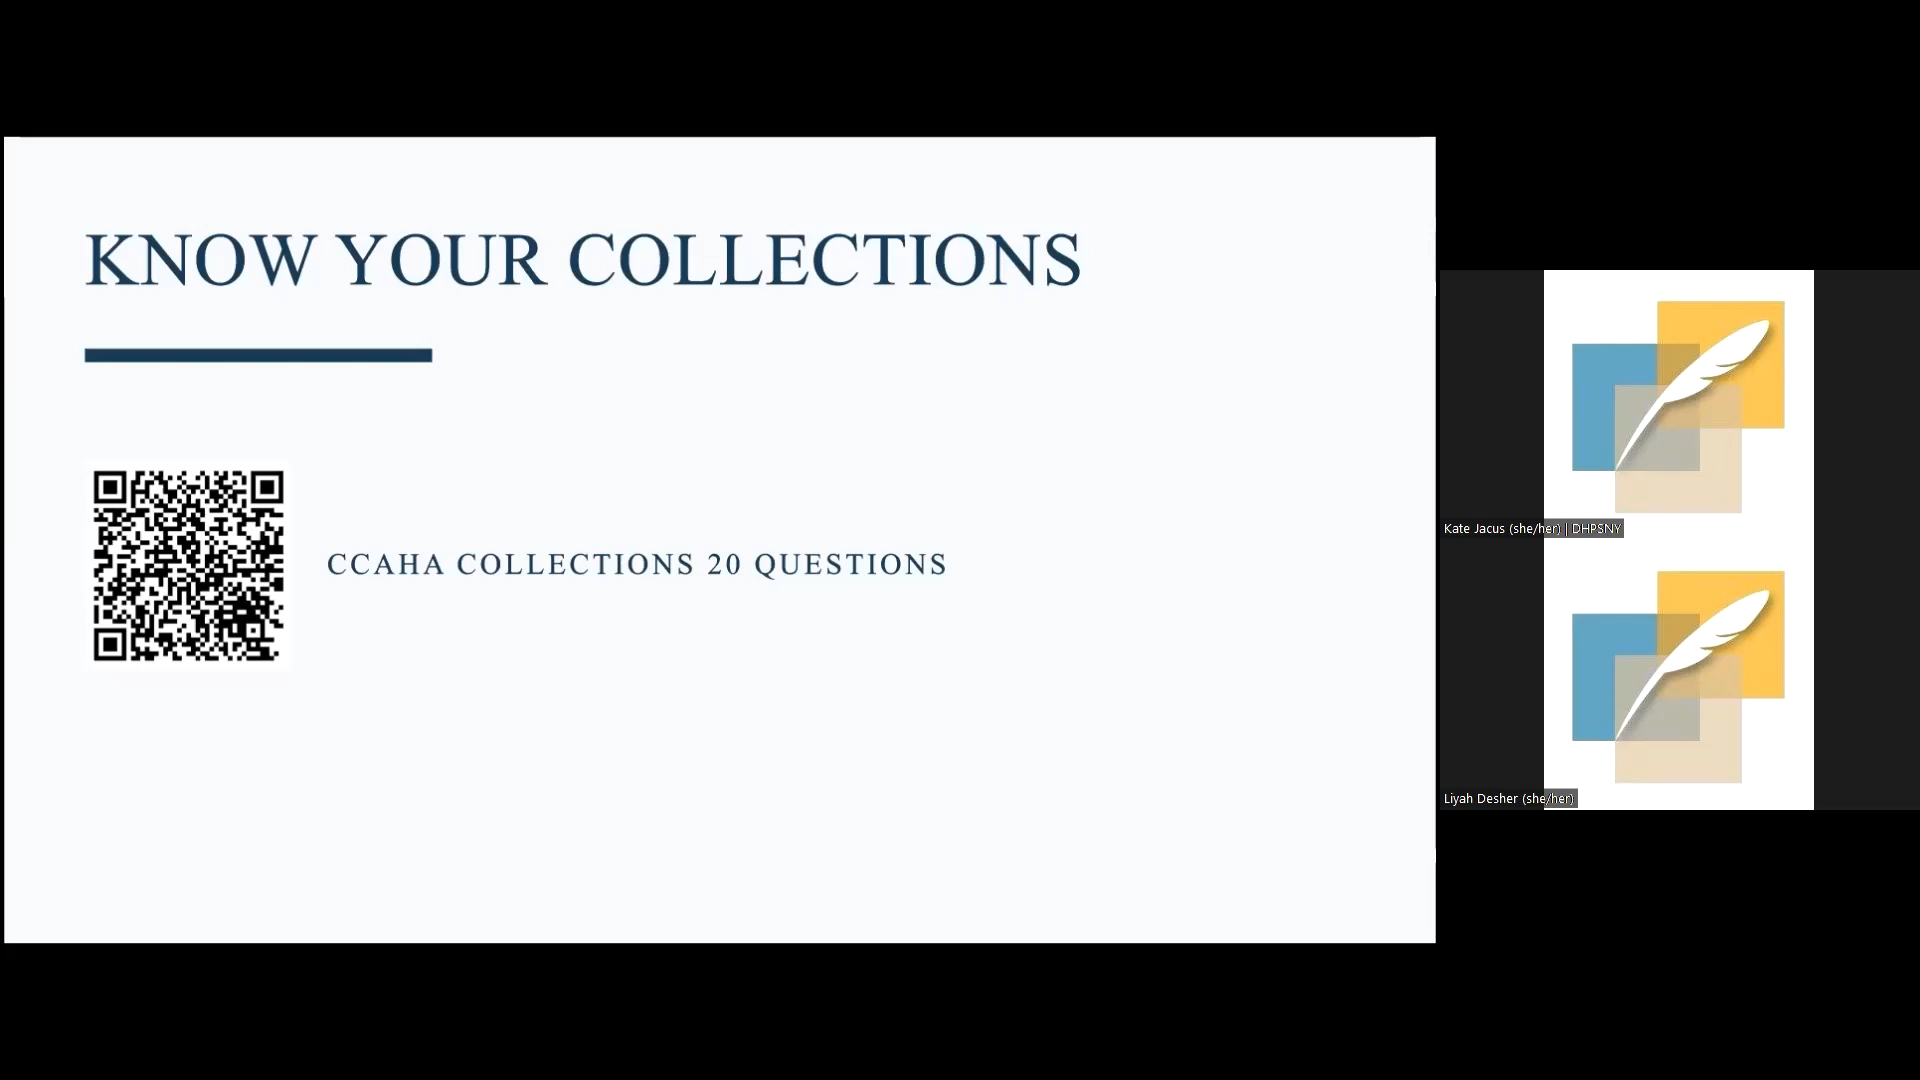 KNOW YOUR COLLECTIONS
CCAHA COLLECTIONS 20 QUESTIONS
Kate Jacus (she/her) | DHPSNY
Liyah Desher (she/her)